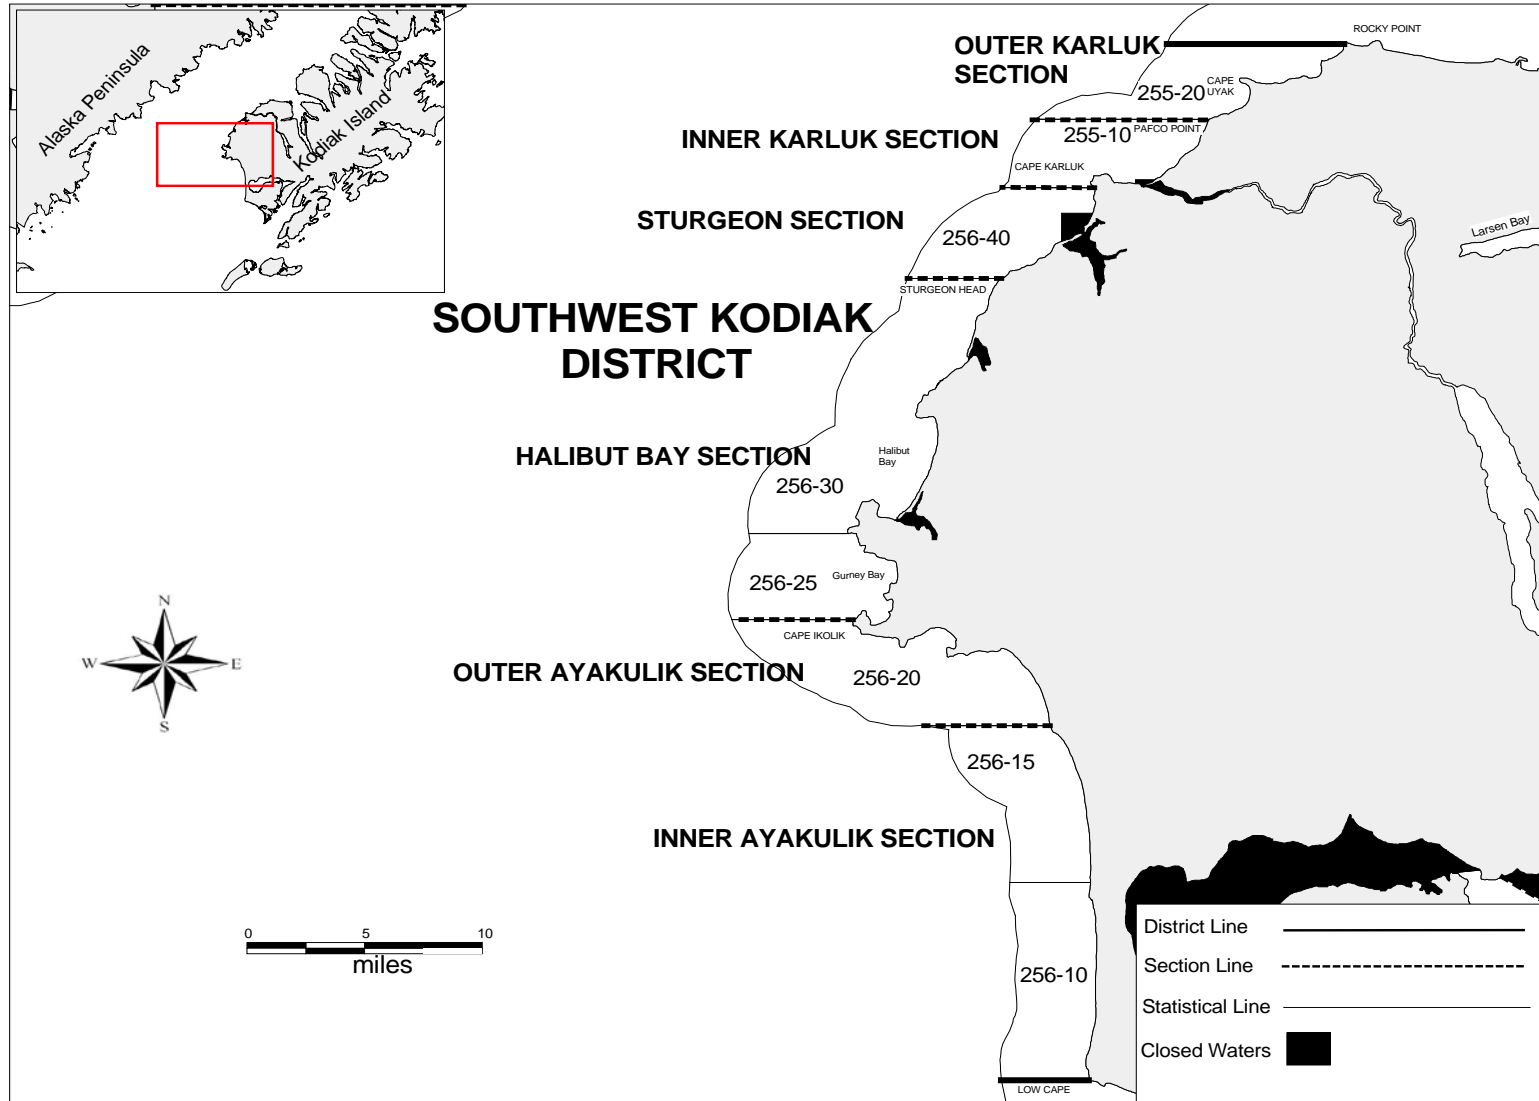 Alaska Peninsula
Kodiak Island
ROCKY POINT
OUTER KARLUK
SECTION
CAPE
UYAK
255-20
INNER KARLUK SECTION
255-10
PAFCO POINT
CAPE KARLUK
STURGEON SECTION
256-40
Larsen Bay
STURGEON HEAD
SOUTHWEST KODIAK
DISTRICT
HALIBUT BAY SECTION
Halibut
Bay
256-30
256-25
Gurney Bay
CAPE IKOLIK
OUTER AYAKULIK SECTION
256-20
N
W
E
S
256-15
INNER AYAKULIK SECTION
0 5 10
miles
256-10
LOW CAPE
District Line
Section Line
Statistical Line
Closed Waters